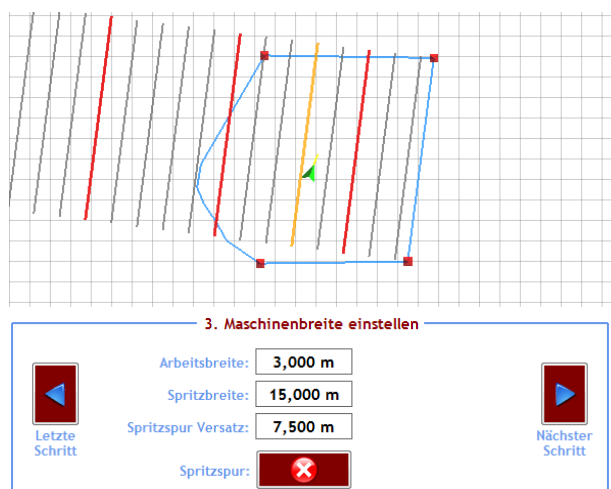 3. Maschinenbreite einstellen
Arbeitsbreite: 3,000 m
Spritzbreite: 15,000 m
Spritzspur Versatz: 7,500 m
Spritzspur:
Letzte
Schritt
Nächster
Schritt